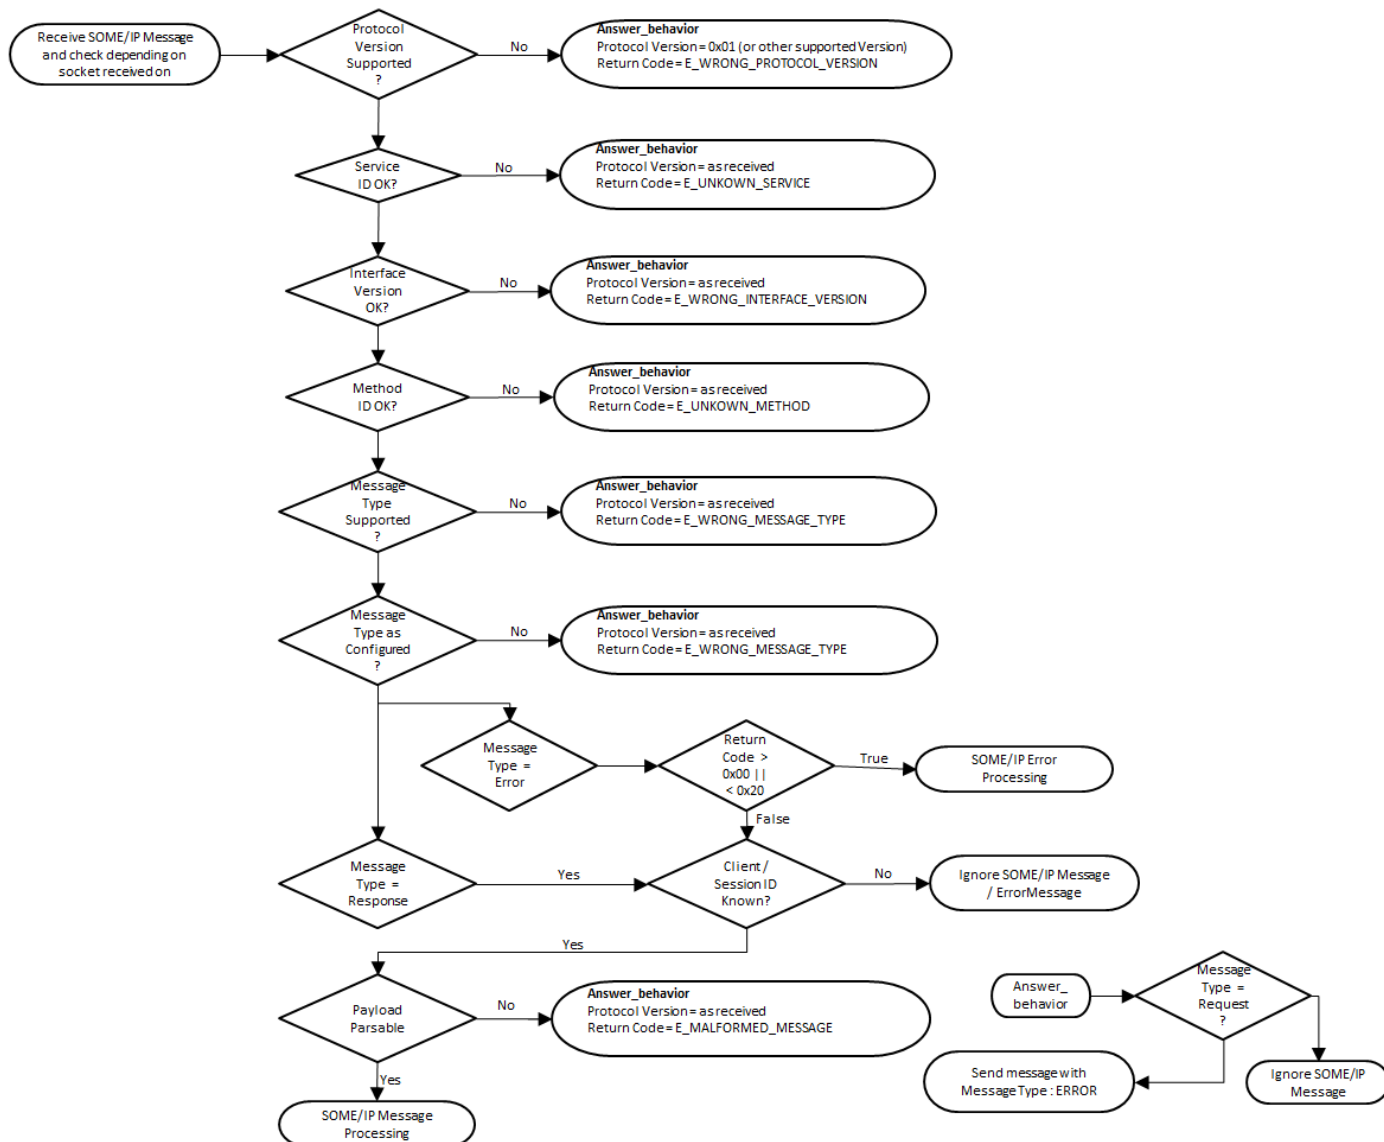 Receive SOME/IP Message
and check depending on
socket received on
Protocol
Version
Supported
?
No
Answer_behavior
Protocol Version = 0x01 (or other supported Version)
Return Code = E_WRONG_PROTOCOL_VERSION
Service
ID OK?
No
Answer_behavior
Protocol Version = as received
Return Code = E_UNKOWN_SERVICE
Interface
Version
OK?
No
Answer_behavior
Protocol Version = as received
Return Code = E_WRONG_INTERFACE_VERSION
Method
ID OK?
No
Answer_behavior
Protocol Version = as received
Return Code = E_UNKOWN_METHOD
Message
Type
Supported
?
No
Answer_behavior
Protocol Version = as received
Return Code = E_WRONG_MESSAGE_TYPE
Message
Type as
Configured
?
No
Answer_behavior
Protocol Version = as received
Return Code = E_WRONG_MESSAGE_TYPE
Message
Type =
Error
Return
Code >
0x00 ||
< 0x20
True
SOME/IP Error
Processing
False
Message
Type =
Response
Yes
Client /
Session ID
Known?
No
Ignore SOME/IP Message
/ ErrorMessage
Yes
Payload
Parsable
No
Answer_behavior
Protocol Version = as received
Return Code = E_MALFORMED_MESSAGE
Yes
SOME/IP Message
Processing
Answer_
behavior
Message
Type =
Request
?
Send message with
Message Type : ERROR
Ignore SOME/IP
Message